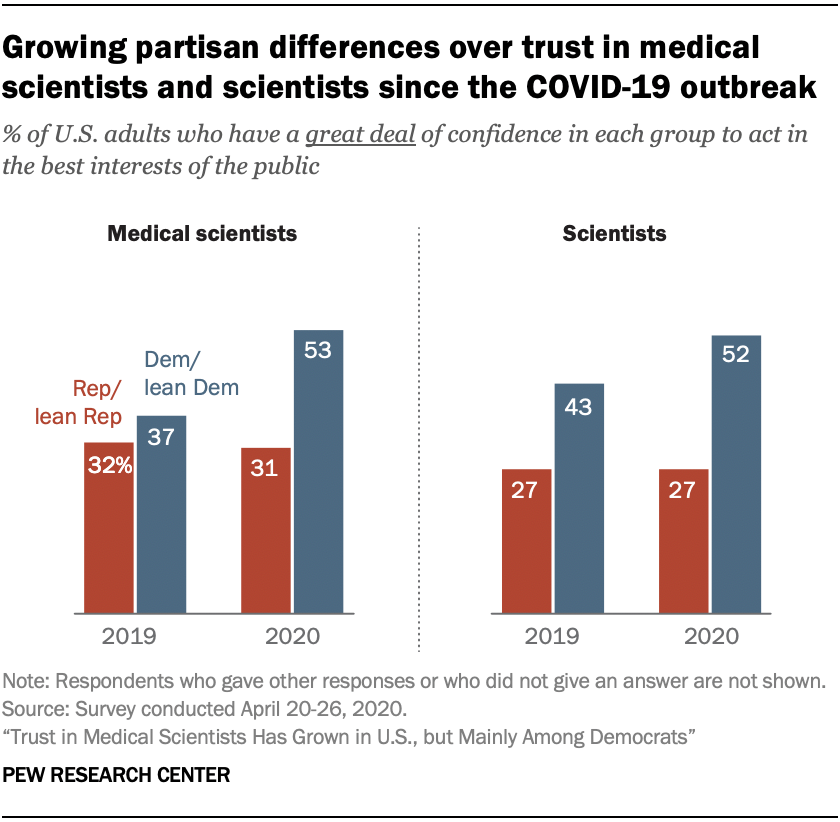 Growing partisan differences over trust in medical
scientists and scientists since the COVID-19 outbreak
% of U.S. adults who have a great deal of confidence in each group to act in
the best interests of the public
Medical scientists
Rep/
lean Rep
Dem/
lean Dem
32%
37
31
53
2019
2020
Scientists
27
43
27
52
2019
2020
Note: Respondents who gave other responses or who did not give an answer are not shown.
Source: Survey conducted April 20-26, 2020.
“Trust in Medical Scientists Has Grown in U.S., but Mainly Among Democrats”
PEW RESEARCH CENTER